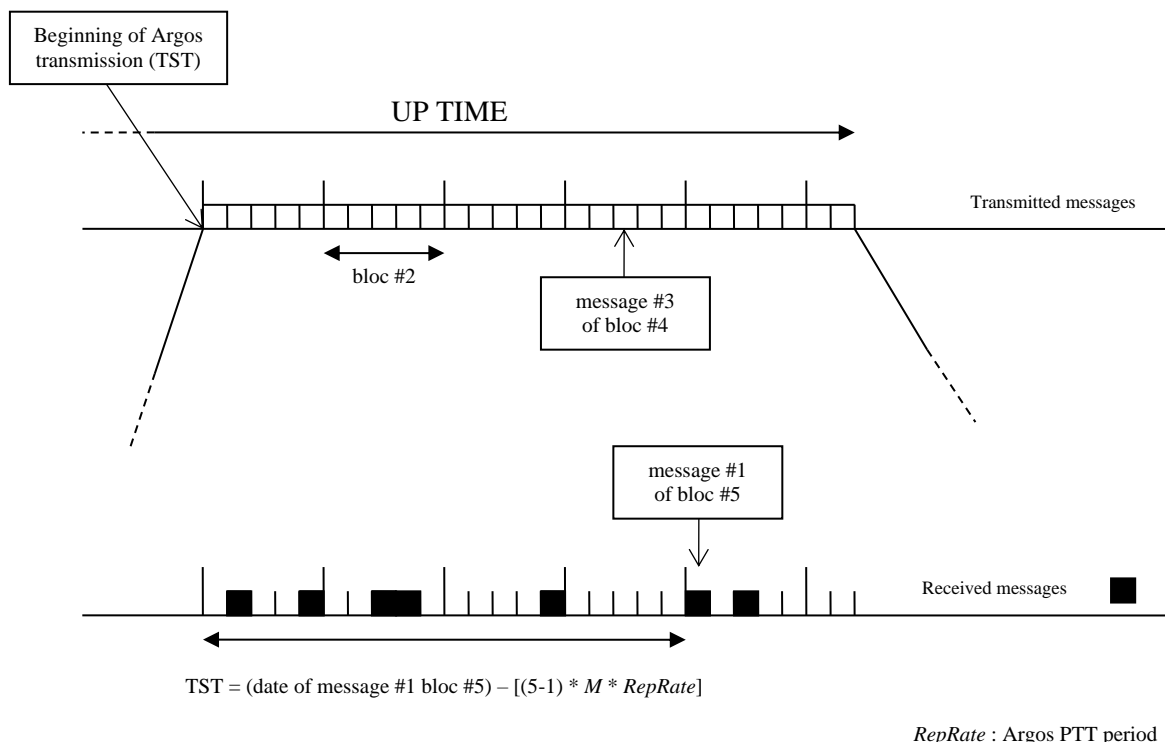 Beginning of Argos
transmission (TST)
UP TIME
Transmitted messages
bloc #2
message #3
of bloc #4
message #1
of bloc #5
Received messages
TST = (date of message #1 bloc #5) – [(5-1) * M * RepRate]
RepRate : Argos PTT period